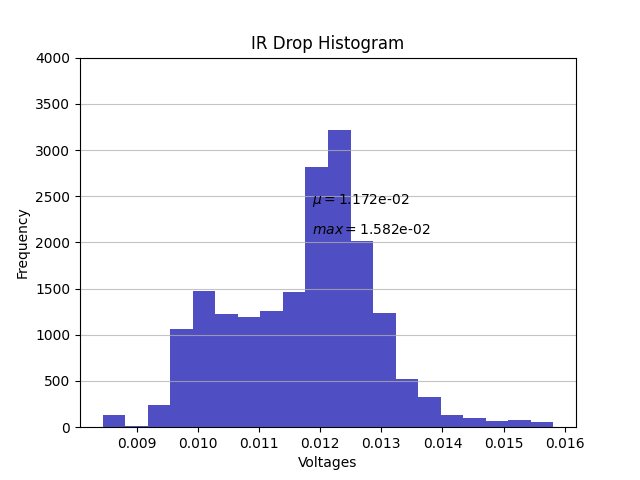 IR Drop Histogram
4000
3500
3000
2500
2000
1500
1000
500
0
Frequency
μ = 1.172e-02
max = 1.582e-02
0.009 0.010 0.011 0.012 0.013 0.014 0.015 0.016
Voltages